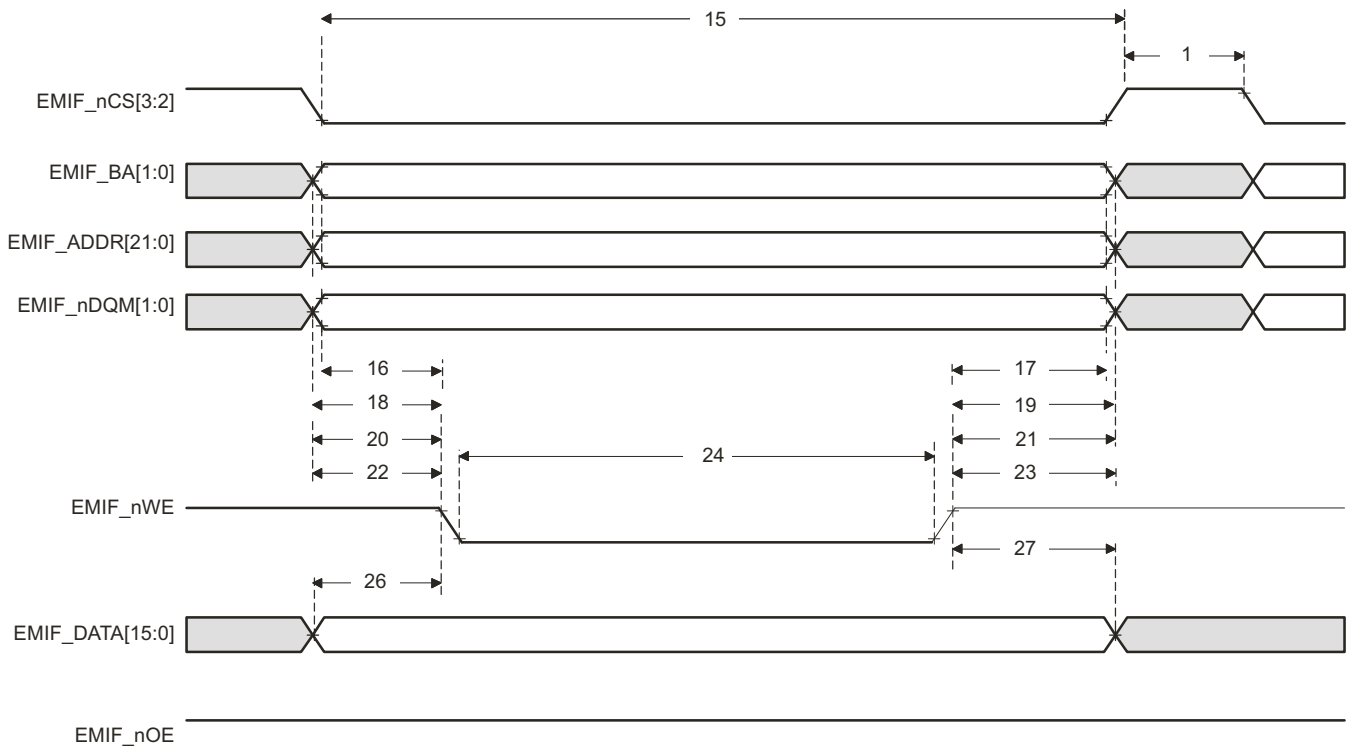 15
1
EMIF_nCS[3:2]
EMIF_BA[1:0]
EMIF_ADDR[21:0]
EMIF_nDQM[1:0]
16 17
18 19
20 21
24
22 23
EMIF_nWE
27
26
EMIF_DATA[15:0]
EMIF_nOE